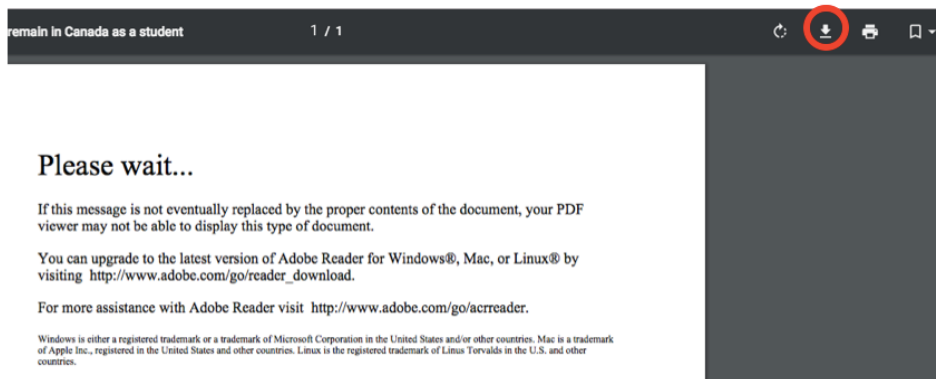 remain in Canada as a student
1 / 1
Please wait...
If this message is not eventually replaced by the proper contents of the document, your PDF
viewer may not be able to display this type of document.
You can upgrade to the latest version of Adobe Reader for Windows®, Mac, or Linux® by
visiting  http://www.adobe.com/go/reader_download.
For more assistance with Adobe Reader visit  http://www.adobe.com/go/acrreader.
Windows is either a registered trademark or a trademark of Microsoft Corporation in the United States and/or other countries. Mac is a trademark
of Apple Inc., registered in the United States and other countries. Linux is the registered trademark of Linus Torvalds in the U.S. and other
countries.